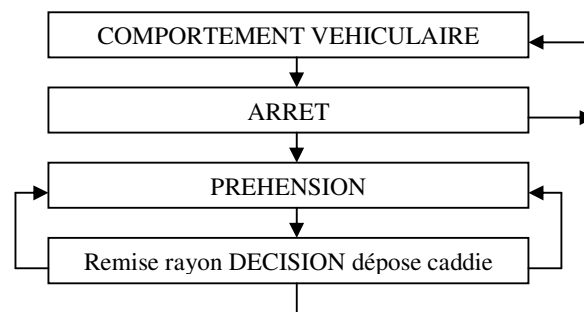 COMPORTEMENT VEHICULAIRE
ARRET
PREHENSION
Remise rayon DECISION dépose caddie